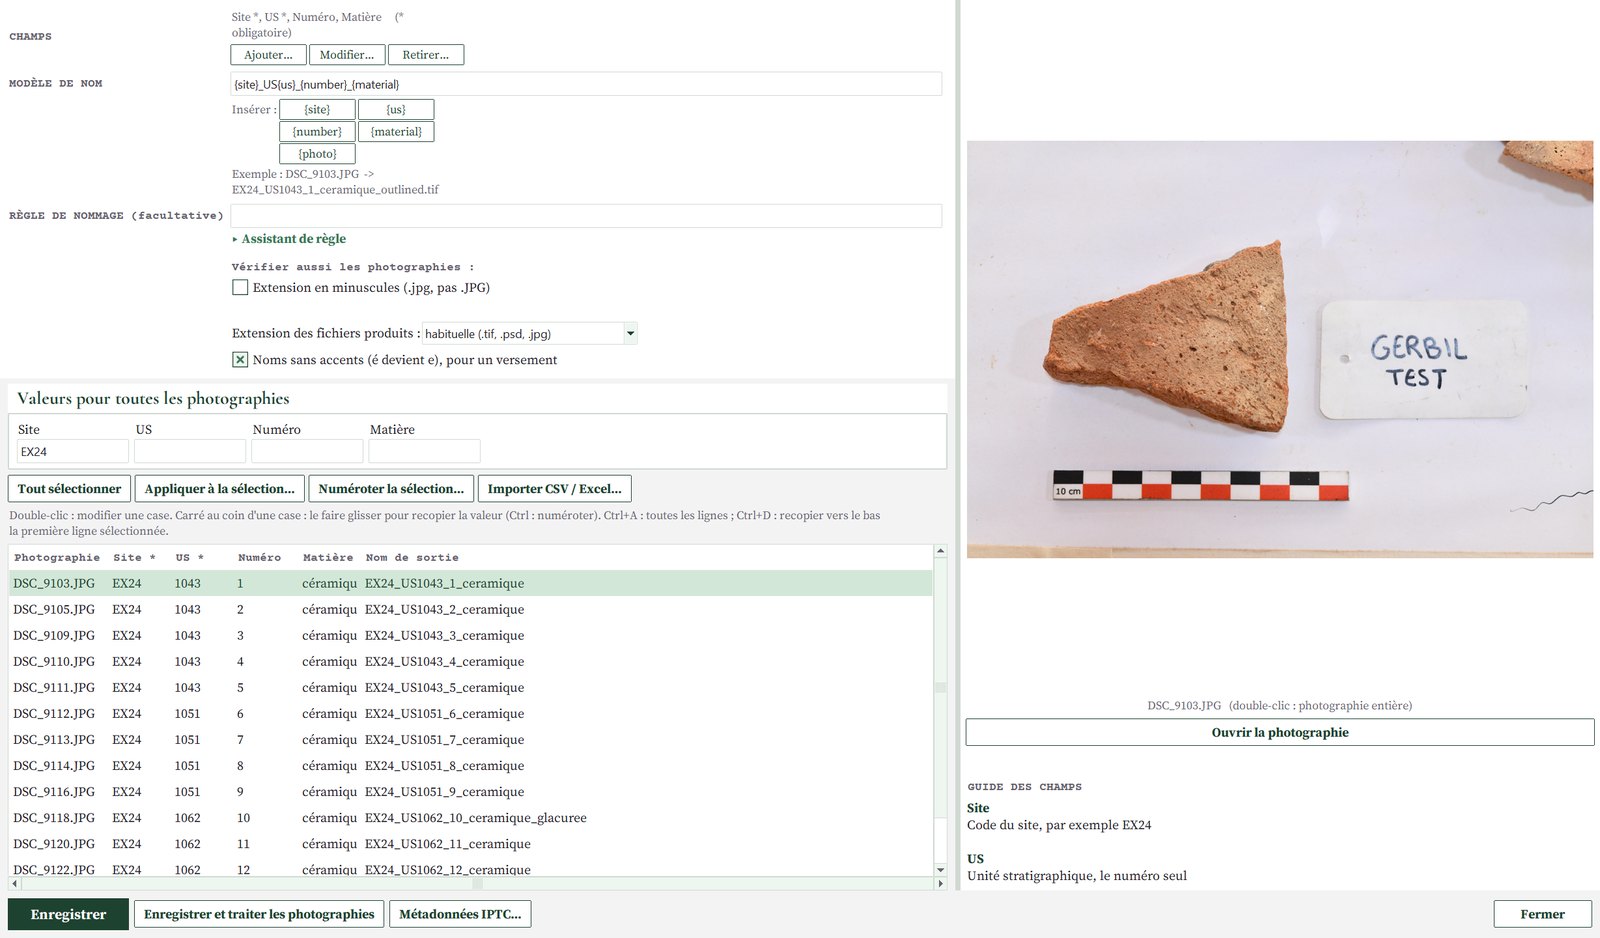 CHAMPS
Site *, US *, Numéro, Matière (*
obligatoire)
Ajouter... Modifier... Retirer...
MODÈLE DE NOM
{site}_US{us}_{number}_{material}
Insérer : {site} {us}
{number} {material}
{photo}
Exemple : DSC_9103.JPG ->
EX24_US1043_1_ceramique_outlined.tif
RÈGLE DE NOMMAGE (facultative)
▸ Assistant de règle
Vérifier aussi les photographies :
Extension en minuscules (.jpg, pas .JPG)
Extension des fichiers produits : habituelle (.tif, .psd, .jpg)
Noms sans accents (é devient e), pour un versement
Valeurs pour toutes les photographies
Site US Numéro Matière
EX24
Tout sélectionner Appliquer à la sélection... Numéroter la sélection... Importer CSV / Excel...
Double-clic : modifier une case. Carré au coin d'une case : le faire glisser pour recopier la valeur (Ctrl : numéroter). Ctrl+A : toutes les lignes ; Ctrl+D : recopier vers le bas
la première ligne sélectionnée.
Photographie Site * US * Numéro Matière Nom de sortie
DSC_9103.JPG EX24 1043 1 céramiqu EX24_US1043_1_ceramique
DSC_9105.JPG EX24 1043 2 céramiqu EX24_US1043_2_ceramique
DSC_9109.JPG EX24 1043 3 céramiqu EX24_US1043_3_ceramique
DSC_9110.JPG EX24 1043 4 céramiqu EX24_US1043_4_ceramique
DSC_9111.JPG EX24 1043 5 céramiqu EX24_US1043_5_ceramique
DSC_9112.JPG EX24 1051 6 céramiqu EX24_US1051_6_ceramique
DSC_9113.JPG EX24 1051 7 céramiqu EX24_US1051_7_ceramique
DSC_9114.JPG EX24 1051 8 céramiqu EX24_US1051_8_ceramique
DSC_9116.JPG EX24 1051 9 céramiqu EX24_US1051_9_ceramique
DSC_9118.JPG EX24 1062 10 céramiqu EX24_US1062_10_ceramique_glacuree
DSC_9120.JPG EX24 1062 11 céramiqu EX24_US1062_11_ceramique
DSC_9122.JPG EX24 1062 12 céramiqu EX24_US1062_12_ceramique
Enregistrer Enregistrer et traiter les photographies Métadonnées IPTC...
GERBIL
TEST
10 cm
DSC_9103.JPG (double-clic : photographie entière)
Ouvrir la photographie
GUIDE DES CHAMPS
Site
Code du site, par exemple EX24
US
Unité stratigraphique, le numéro seul
Fermer